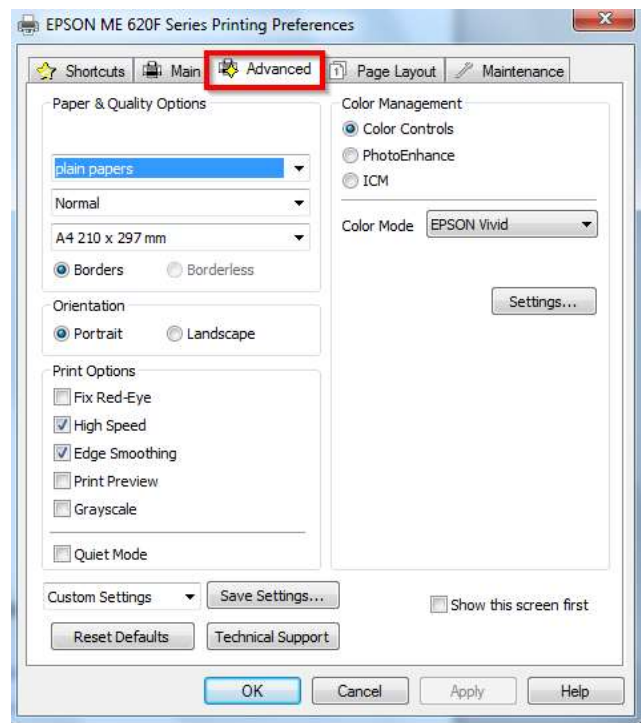 EPSON ME 620F Series Printing Preferences
Shortcuts Main Advanced 1 Page Layout Maintenance
Paper & Quality Options
plain papers
Normal
A4 210 x 297 mm
Borders Borderless
Orientation
Portrait Landscape
Print Options
Fix Red-Eye
High Speed
Edge Smoothing
Print Preview
Grayscale
Quiet Mode
Color Management
Color Controls
PhotoEnhance
ICM
Color Mode EPSON Vivid
Settings...
Custom Settings Save Settings...
Show this screen first
Reset Defaults Technical Support
OK Cancel Apply Help